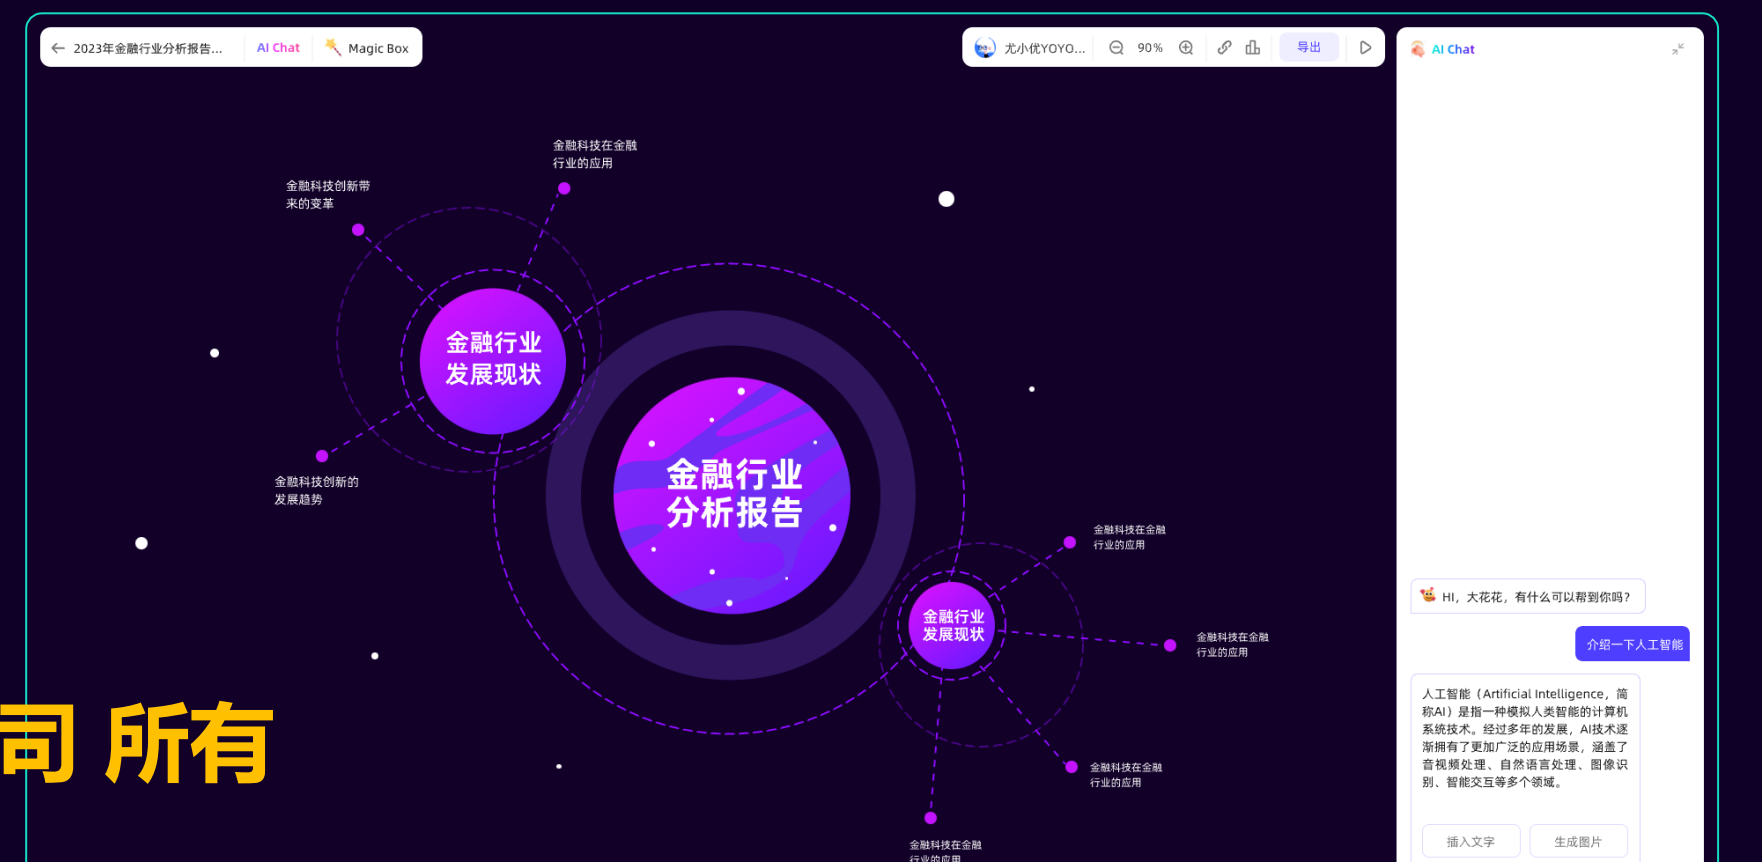 2023年金融行业分析报告...
AI Chat
Magic Box
尤小优YOYO...
90%
导出
AI Chat
金融科技在金融
行业的应用
金融科技创新带
来的变革
金融行业
发展现状
金融科技创新的
发展趋势
金融行业
分析报告
金融科技在金融
行业的应用
金融行业
发展现状
金融科技在金融
行业的应用
金融科技在金融
行业的应用
金融科技在金融
行业的应用
司 所有
HI，大花花，有什么可以帮到你吗？
介绍一下人工智能
人工智能（Artificial Intelligence，简
称AI）是指一种模拟人类智能的计算机
系统技术。经过多年的发展，AI技术逐
渐拥有了更加广泛的应用场景，涵盖了
音视频处理、自然语言处理、图像识
别、智能交互等多个领域。
插入文字
生成图片